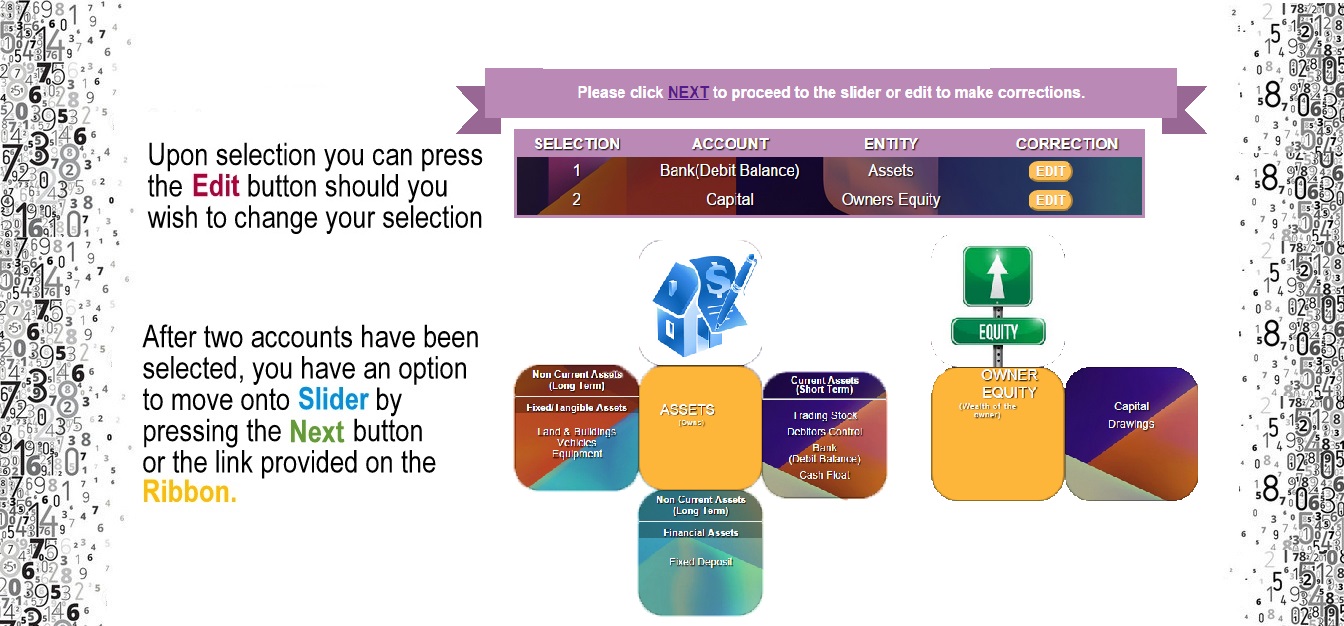 Please click NEXT to proceed to the slider or edit to make corrections.
SELECTION ACCOUNT ENTITY CORRECTION
1 Bank(Debit Balance) Assets EDIT
2 Capital Owners Equity EDIT
Upon selection you can press
the Edit button should you
wish to change your selection
After two accounts have been
selected, you have an option
to move onto Slider by
pressing the Next button
or the link provided on the
Ribbon.
$
EQUITY
Non Current Assets
(Long Term)
Fixed/Tangible Assets
Land & Buildings
Vehicles
Equipment
ASSETS
(Owns)
Current Assets
(Short Term)
Trading Stock
Debitors Control
Bank
(Debit Balance)
Cash Float
Non Current Assets
(Long Term)
Financial Assets
Fixed Deposit
OWNER
EQUITY
(Wealth of the
owner)
Capital
Drawings